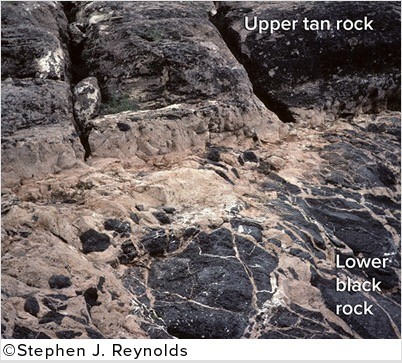 Upper tan rock
Lower
black
rock
©Stephen J. Reynolds